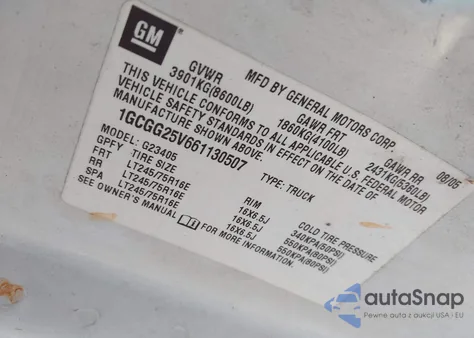 GM
MFD BY GENERAL MOTORS CORP. 09/05
GVWR GAWR FRT GAWR RR
3901KG(8600LB) 1860KG(4100LB) 2431KG(5360LB)
THIS VEHICLE CONFORMS TO ALL APPLICABLE U.S. FEDERAL MOTOR
VEHICLE SAFETY STANDARDS IN EFFECT ON THE DATE OF
MANUFACTURE SHOWN ABOVE.
1GCGG25V661130507 TYPE: TRUCK
MODEL: G23405
GPFY TIRE SIZE RIM COLD TIRE PRESSURE
FRT LT245/75R16E 16X6.5J 340KPA(50PSI)
RR LT245/75R16E 16X6.5J 550KPA(80PSI)
SPA LT245/75R16E 16X6.5J 550KPA(80PSI)
SEE OWNER'S MANUAL FOR MORE INFORMATION.
autaSnap
Pewne auta z aukcji USA i EU